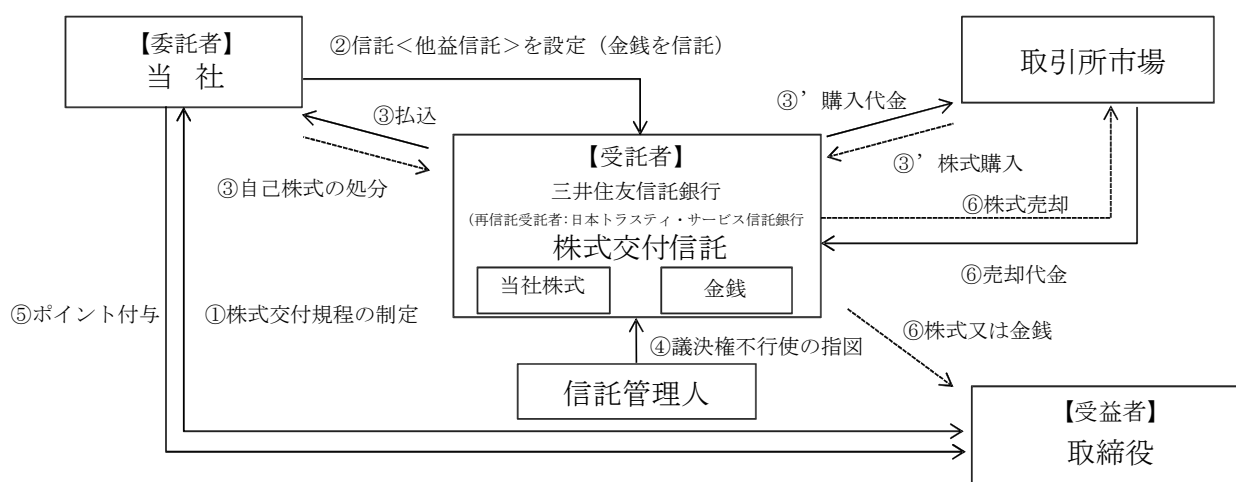 【委託者】
当　社
②信託＜他益信託＞を設定（金銭を信託）
取引所市場
③払込
③’購入代金
【受託者】
三井住友信託銀行
(再信託受託者:日本トラスティ・サービス信託銀行
株式交付信託
当社株式
金銭
③自己株式の処分
③’株式購入
⑥株式売却
⑥売却代金
⑤ポイント付与
①株式交付規程の制定
⑥株式又は金銭
④議決権不行使の指図
信託管理人
【受益者】
取締役